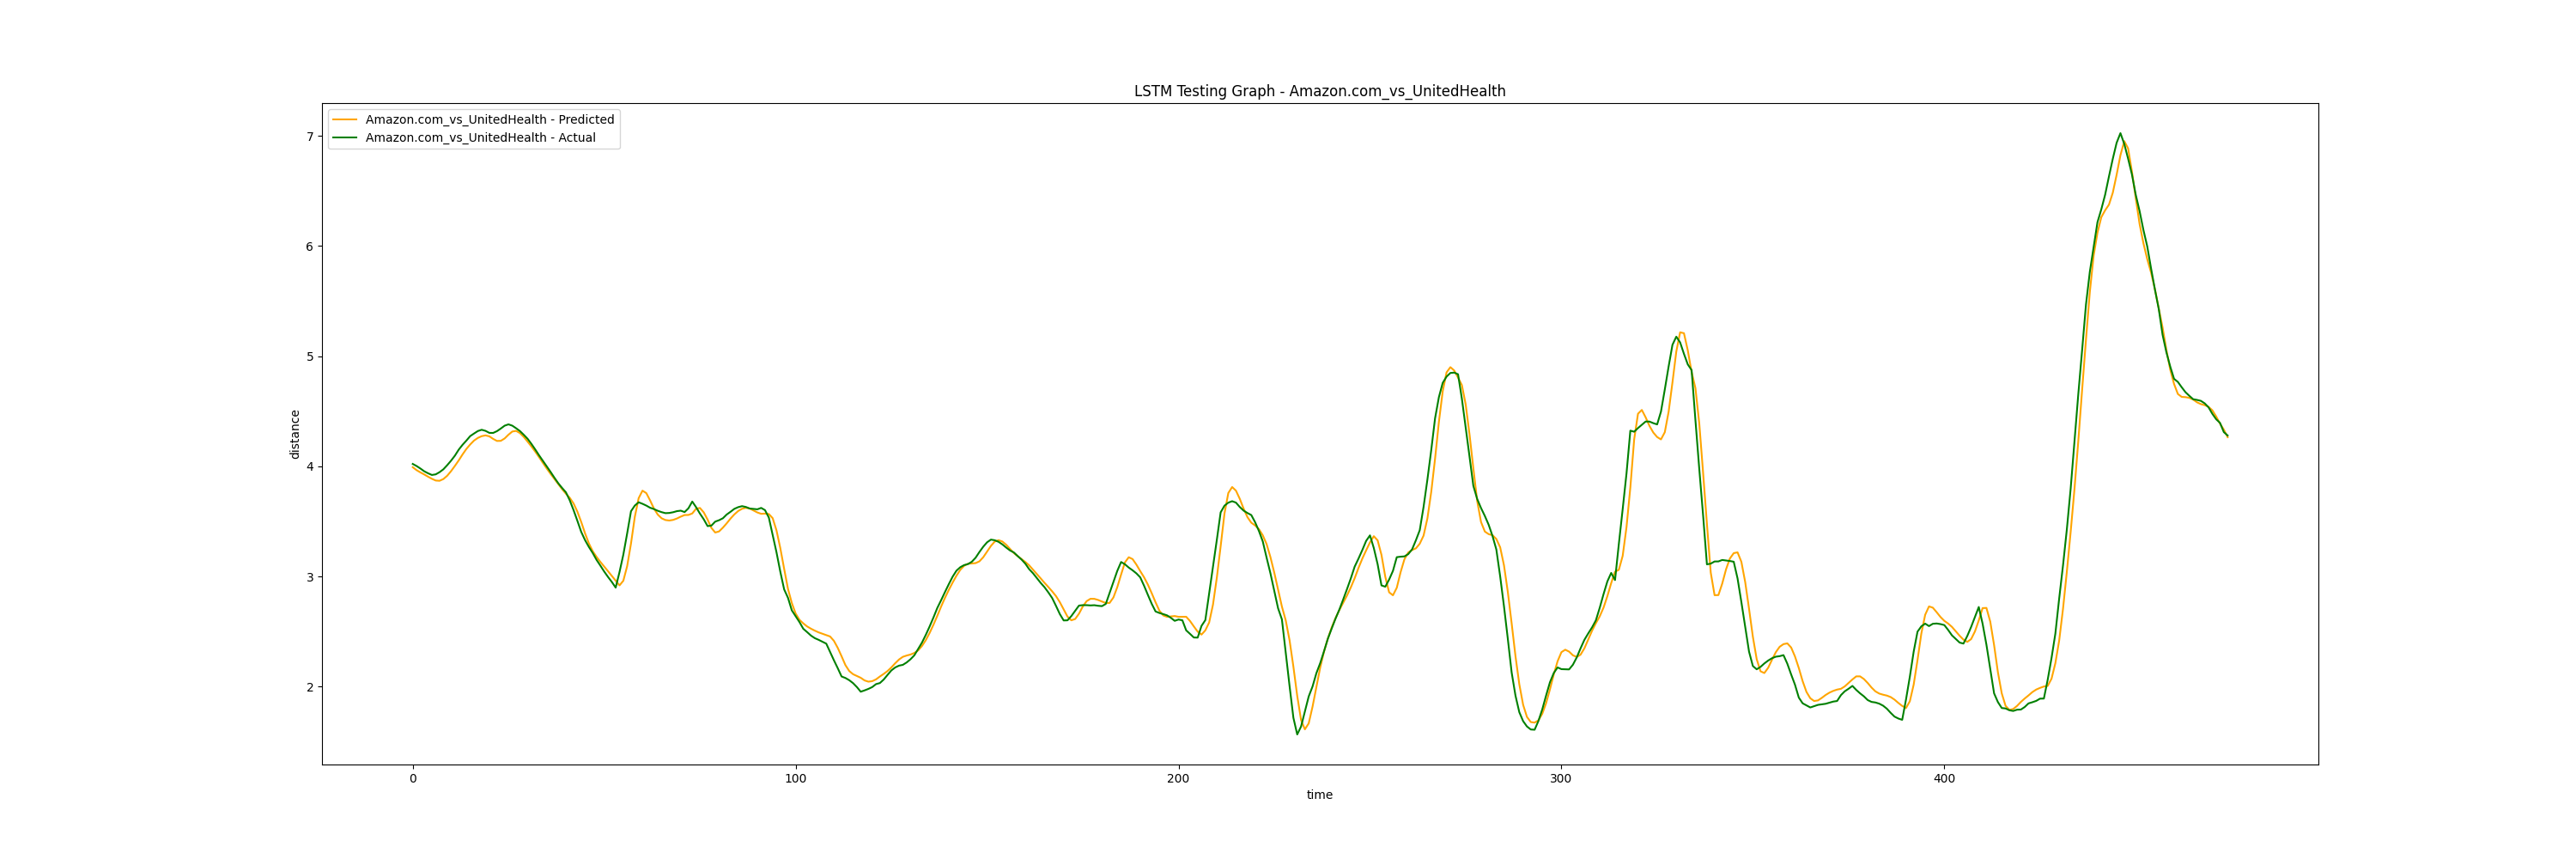 LSTM Testing Graph - Amazon.com_vs_UnitedHealth
Amazon.com_vs_UnitedHealth - Predicted
Amazon.com_vs_UnitedHealth - Actual
7
6
5
4
3
2
distance
0 100 200 300 400
time